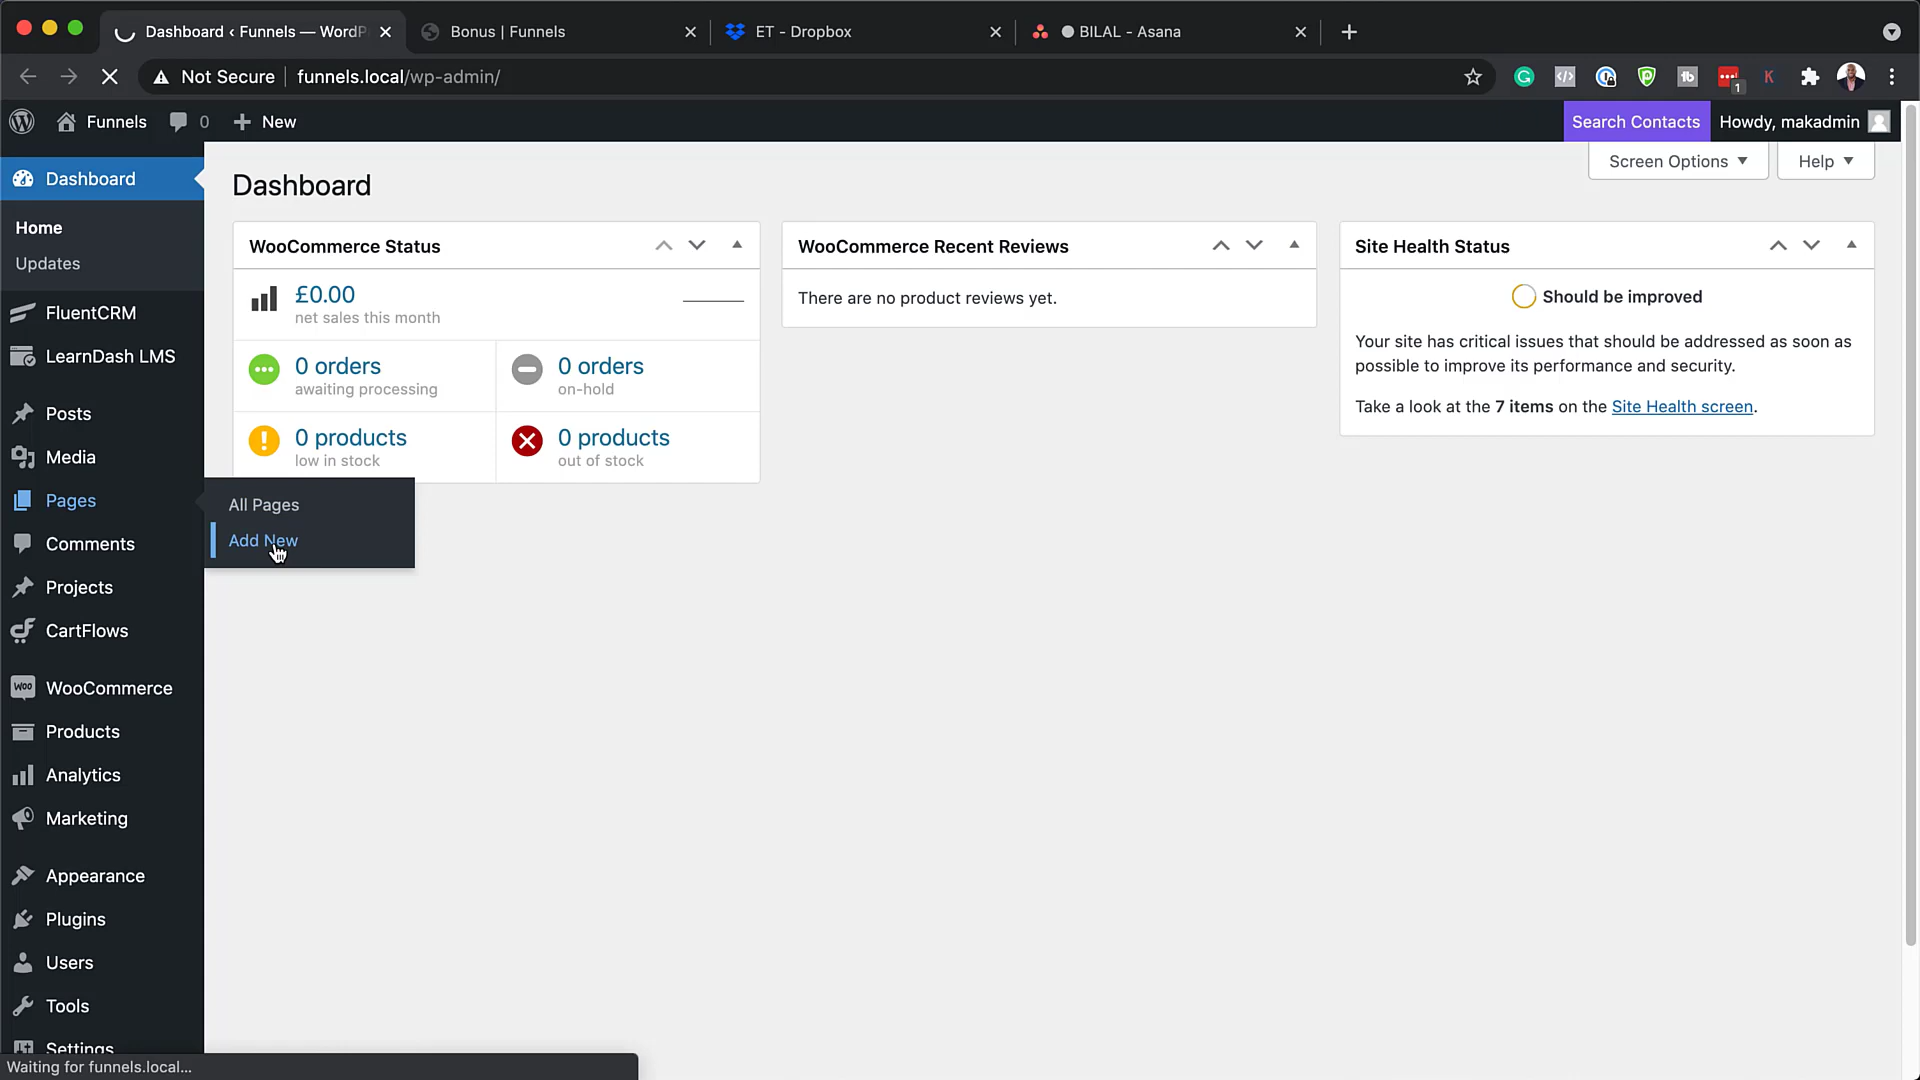 Dashboard ‹ Funnels — WordP
Bonus | Funnels
ET - Dropbox
BILAL - Asana
Not Secure
funnels.local/wp-admin/
1
Funnels
0
New
Search Contacts
Howdy, makadmin
Dashboard
Home
Updates
FluentCRM
LearnDash LMS
Posts
Media
Pages
Comments
Projects
CartFlows
WooCommerce
Products
Analytics
Marketing
Appearance
Plugins
Users
Tools
Settings
All Pages
Add New
Screen Options
Help
Dashboard
WooCommerce Status
£0.00
net sales this month
0 orders
awaiting processing
0 orders
on-hold
0 products
low in stock
0 products
out of stock
WooCommerce Recent Reviews
There are no product reviews yet.
Site Health Status
Should be improved
Your site has critical issues that should be addressed as soon as
possible to improve its performance and security.
Take a look at the 7 items on the Site Health screen.
Waiting for funnels.local...